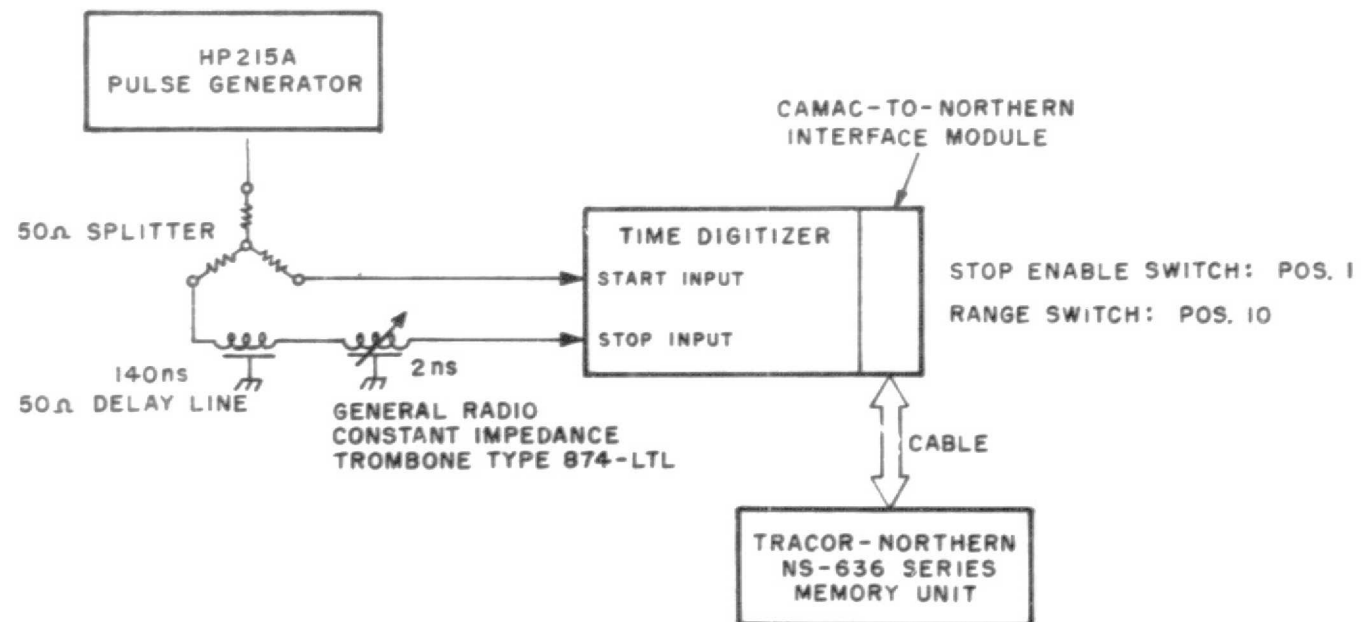 HP215A
PULSE GENERATOR
CAMAC-TO-NORTHERN
INTERFACE MODULE
50Ω SPLITTER
TIME DIGITIZER
START INPUT
STOP INPUT
STOP ENABLE SWITCH: POS. 1
RANGE SWITCH: POS. 10
140ns
50Ω DELAY LINE
2ns
GENERAL RADIO
CONSTANT IMPEDANCE
TROMBONE TYPE 874-LTL
CABLE
TRACOR-NORTHERN
NS-636 SERIES
MEMORY UNIT